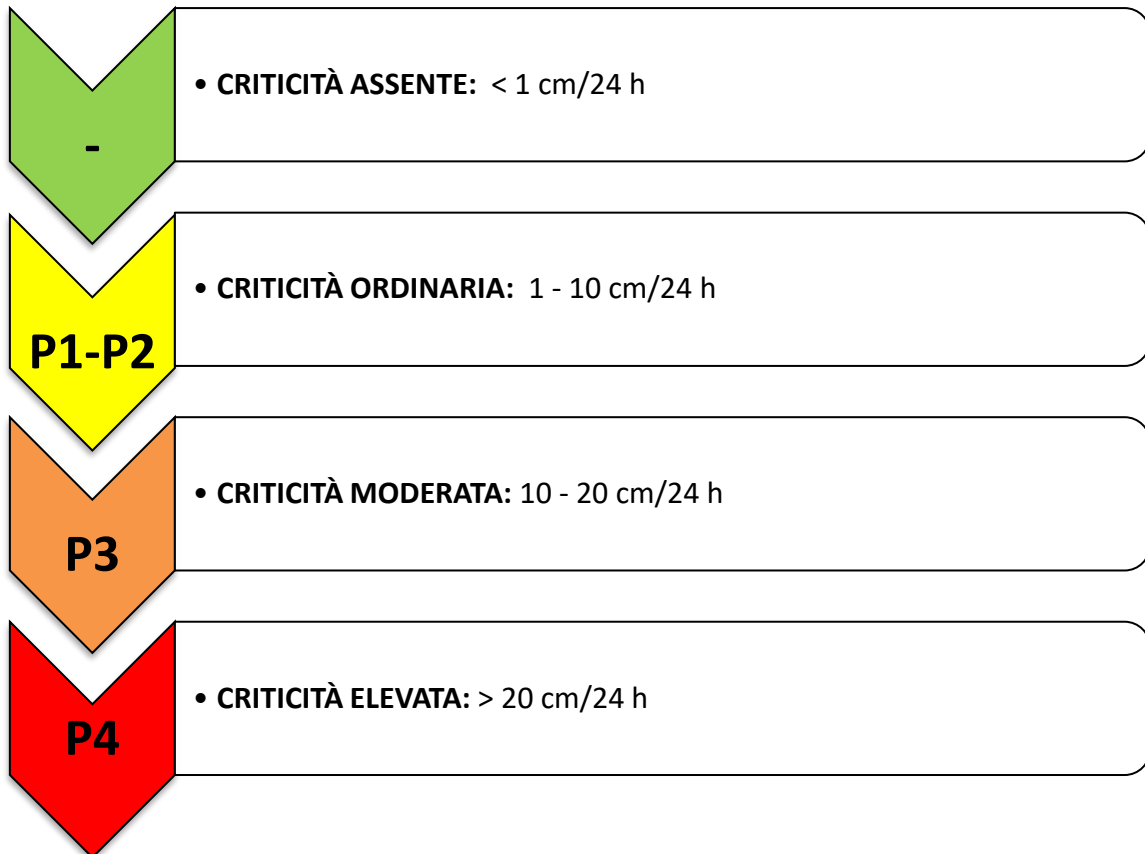 -
• CRITICITÀ ASSENTE: < 1 cm/24 h
P1-P2
• CRITICITÀ ORDINARIA: 1 - 10 cm/24 h
P3
• CRITICITÀ MODERATA: 10 - 20 cm/24 h
P4
• CRITICITÀ ELEVATA: > 20 cm/24 h